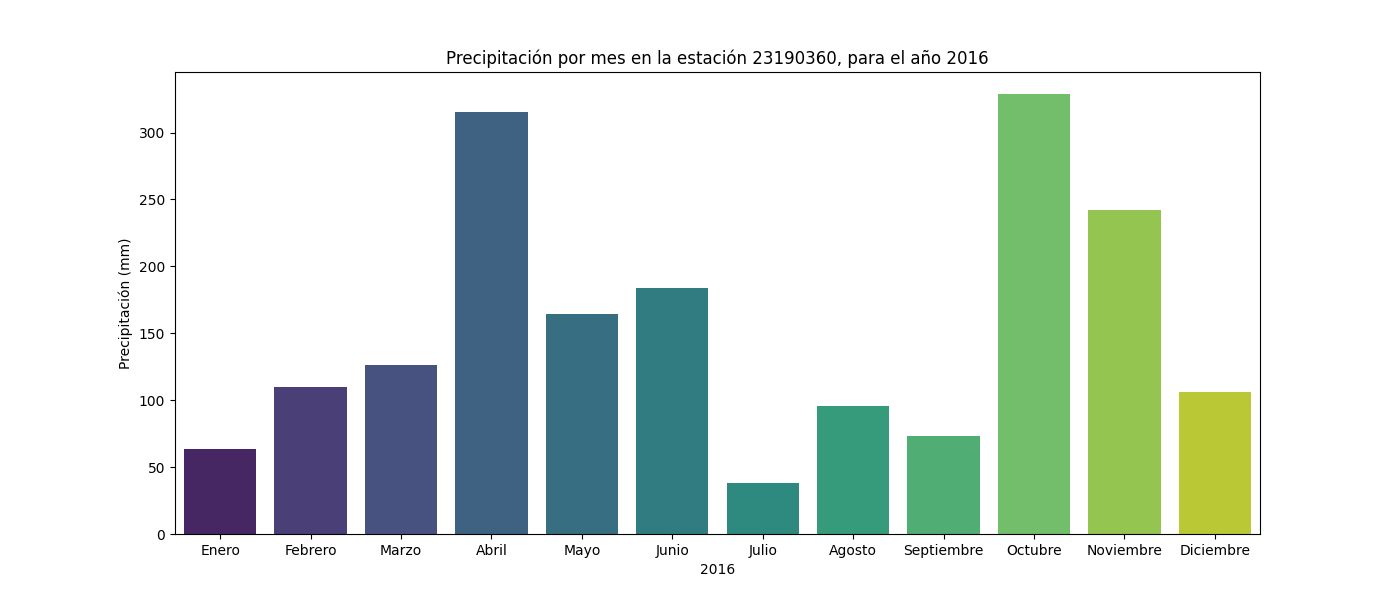 Precipitación por mes en la estación 23190360, para el año 2016
Precipitación (mm)
300
250
200
150
100
50
0
Enero Febrero Marzo Abril Mayo Junio Julio Agosto Septiembre Octubre Noviembre Diciembre
2016